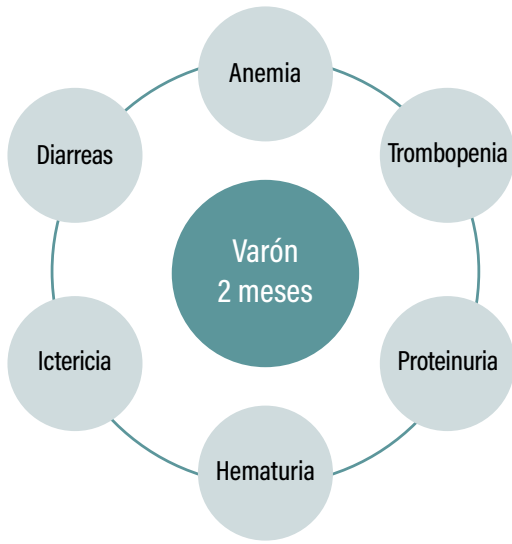 Anemia
Trombopenia
Proteinuria
Hematuria
Ictericia
Diarreas
Varón
2 meses